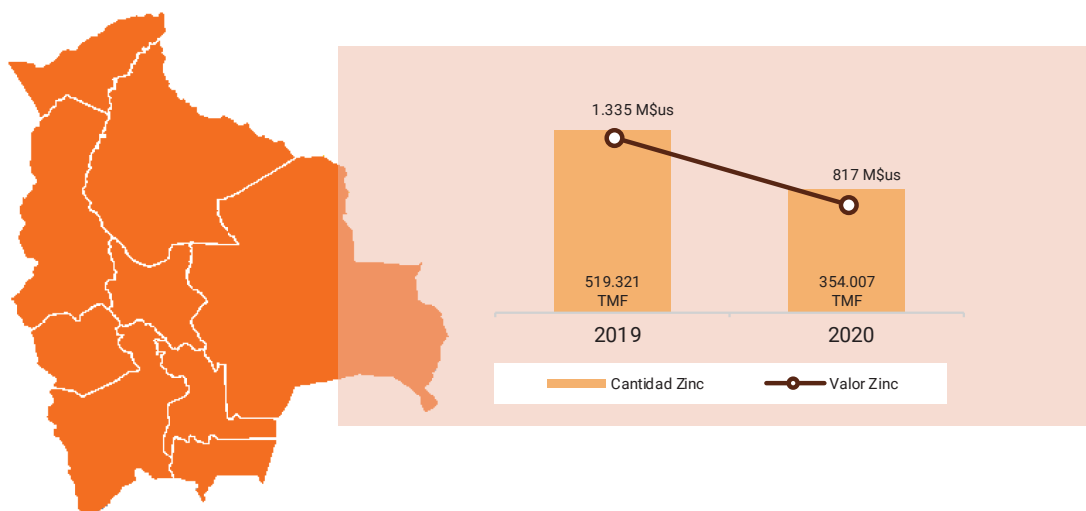 1.335 M$us
817 M$us
519.321
TMF
354.007
TMF
2019
2020
Cantidad Zinc
Valor Zinc